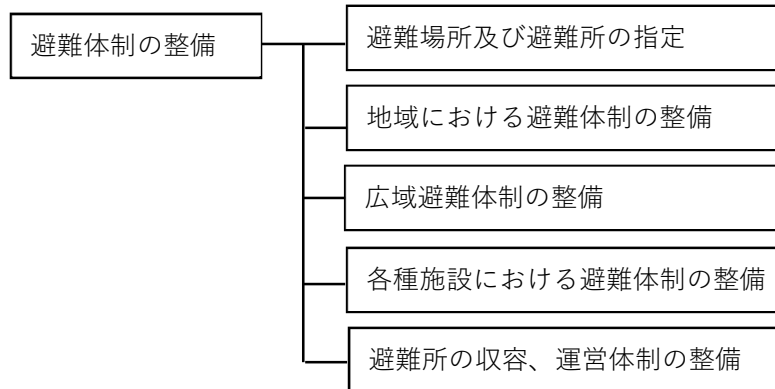 避難体制の整備
避難場所及び避難所の指定
地域における避難体制の整備
広域避難体制の整備
各種施設における避難体制の整備
避難所の収容、運営体制の整備